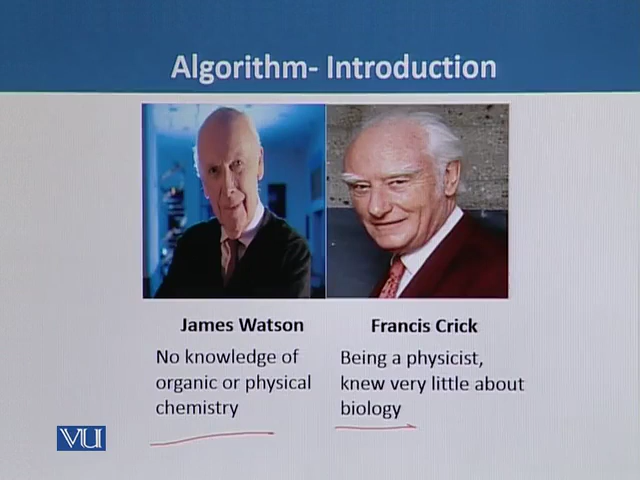 Algorithm- Introduction
James Watson
Francis Crick
No knowledge of
organic or physical
chemistry
Being a physicist,
knew very little about
biology
VU